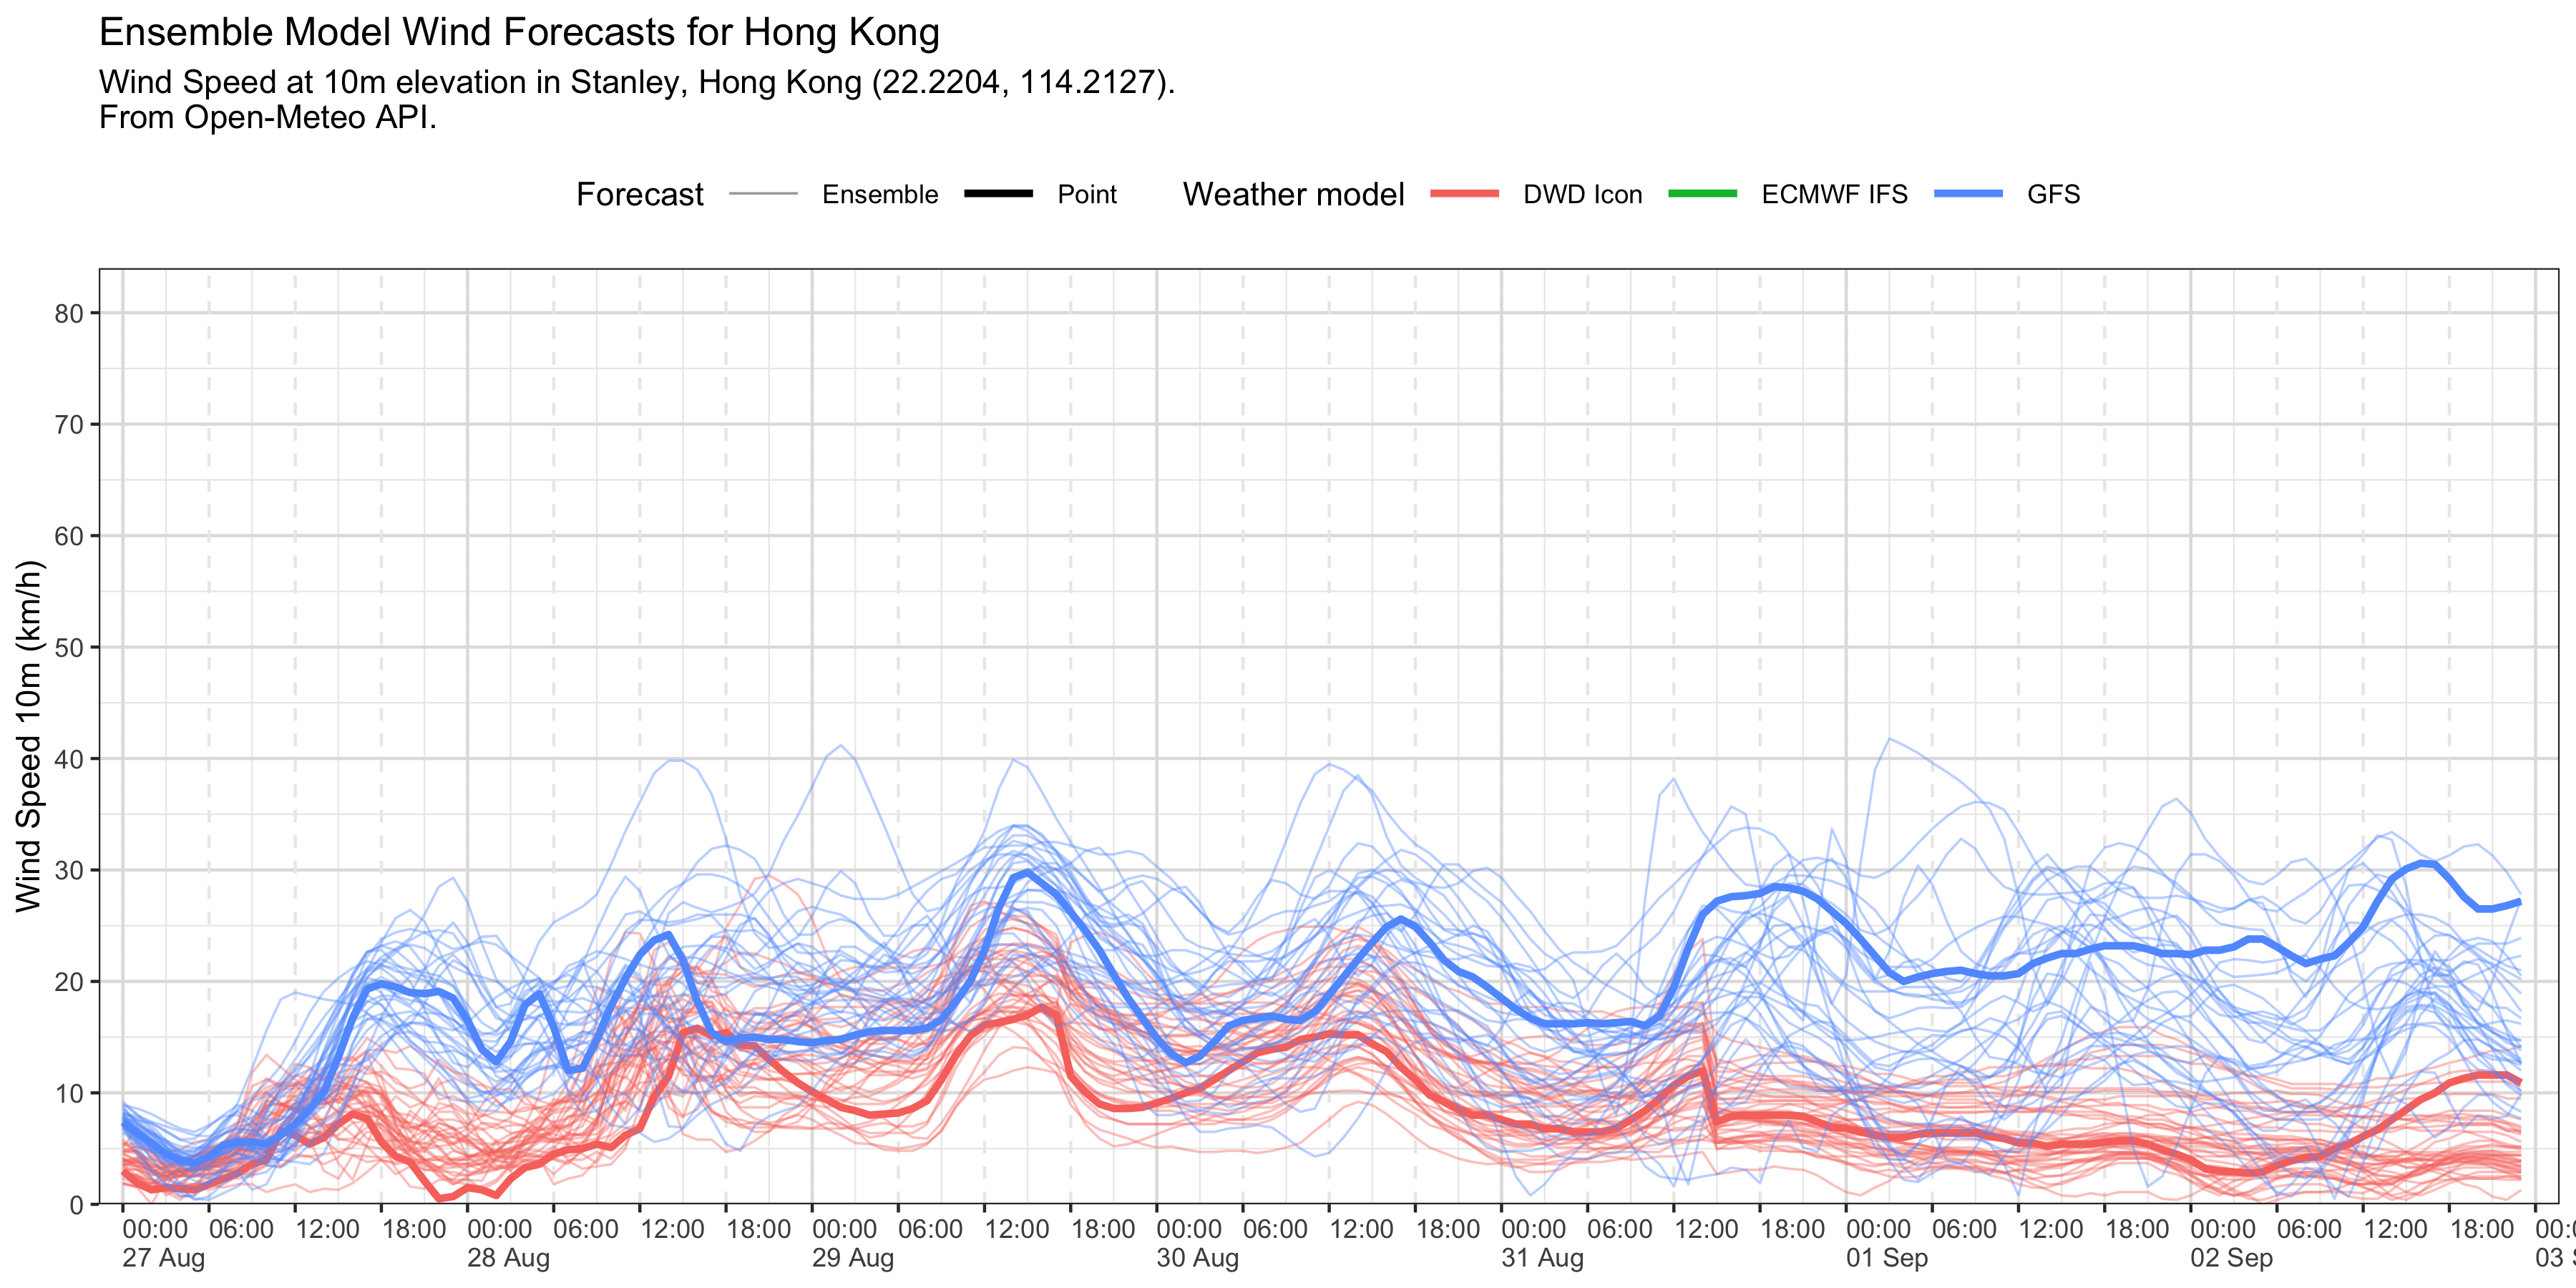 Ensemble Model Wind Forecasts for Hong Kong
Wind Speed at 10m elevation in Stanley, Hong Kong (22.2204, 114.2127).
From Open-Meteo API.
Forecast Ensemble Point Weather model DWD Icon ECMWF IFS GFS
Wind Speed 10m (km/h)
80
70
60
50
40
30
20
10
0
00:00 06:00 12:00 18:00 00:00 06:00 12:00 18:00 00:00 06:00 12:00 18:00 00:00 06:00 12:00 18:00 00:00 06:00 12:00 18:00 00:00 06:00 12:00 18:00 00:00 06:00 12:00 18:00
27 Aug 28 Aug 29 Aug 30 Aug 31 Aug 01 Sep 02 Sep 03